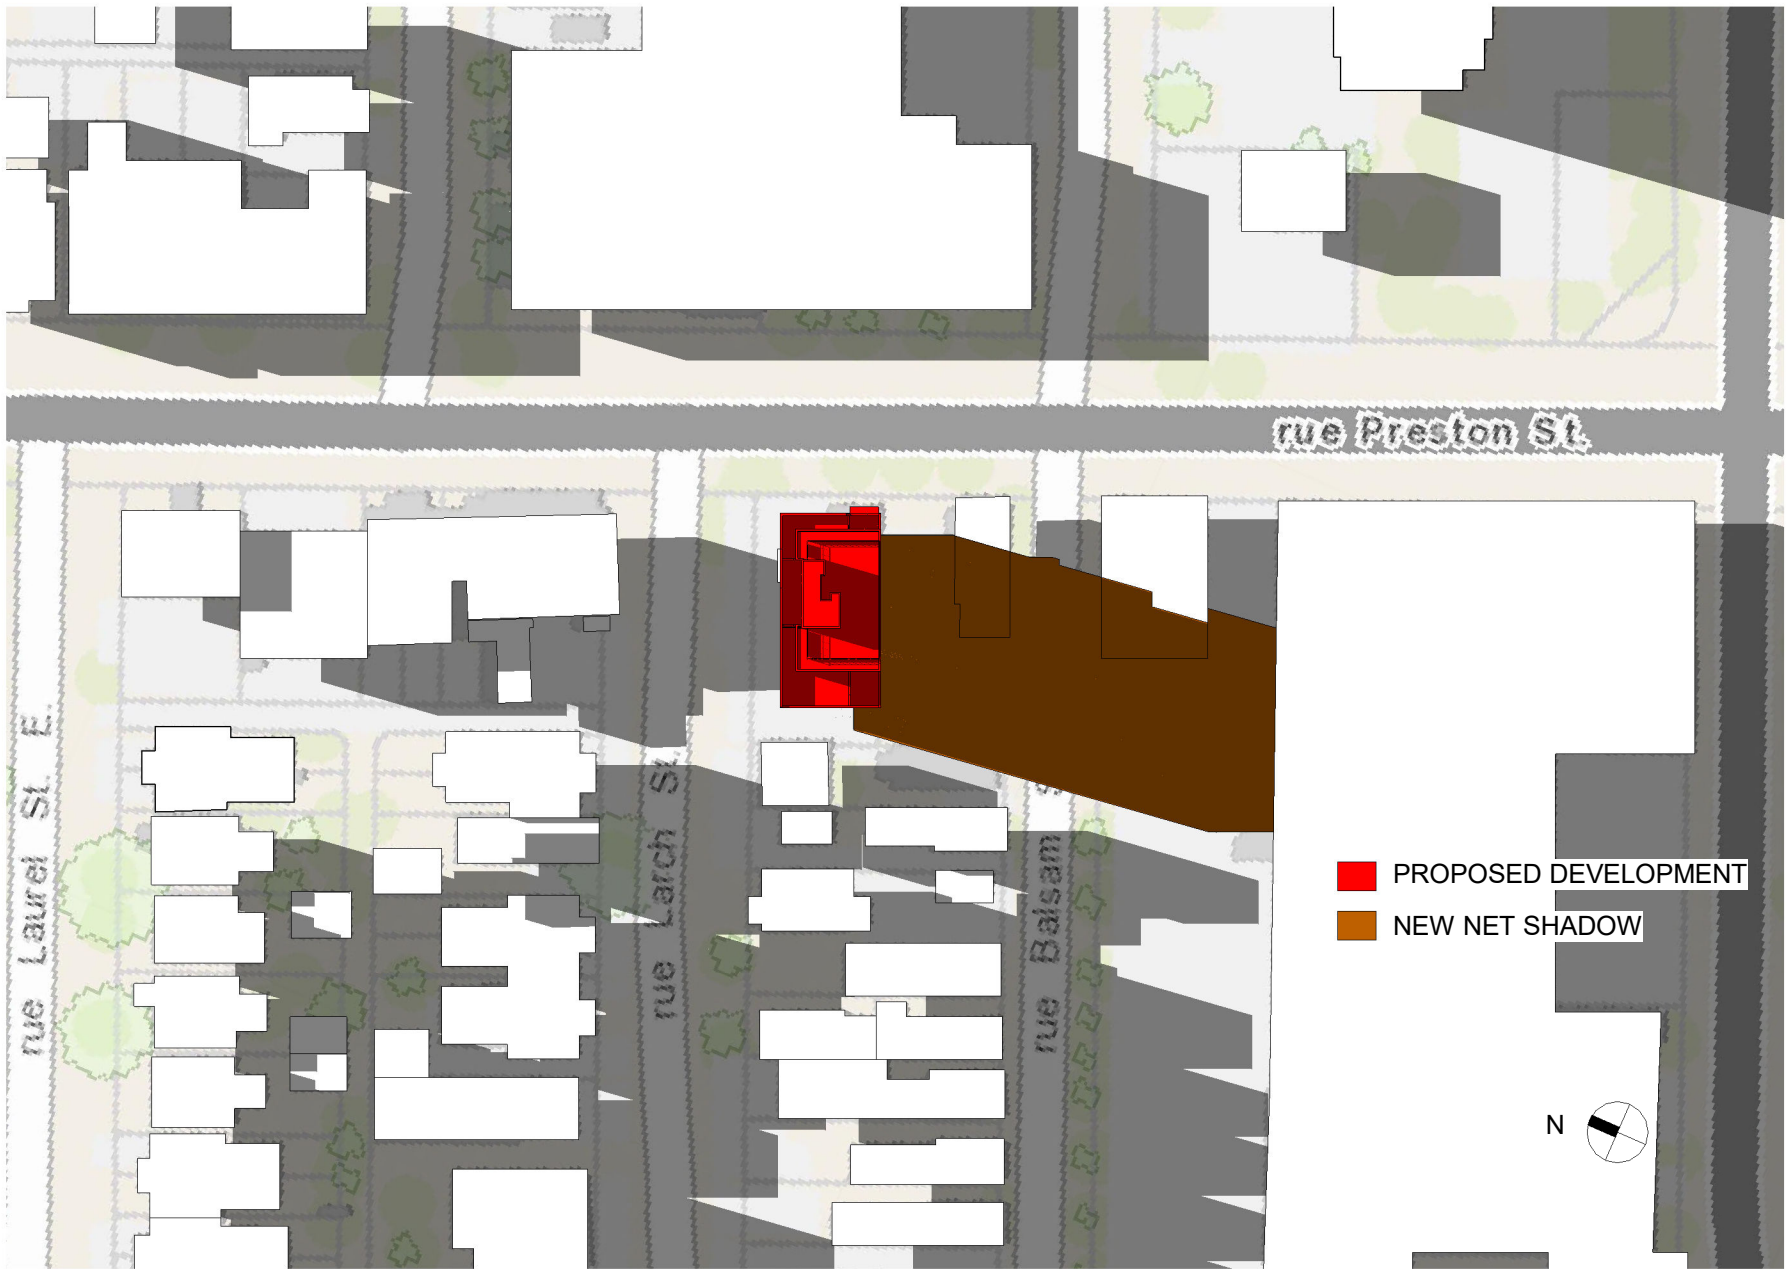 rue Preston St.
rue Laurel St. E.
rue Larch St.
rue Balsam S
PROPOSED DEVELOPMENT
NEW NET SHADOW
N